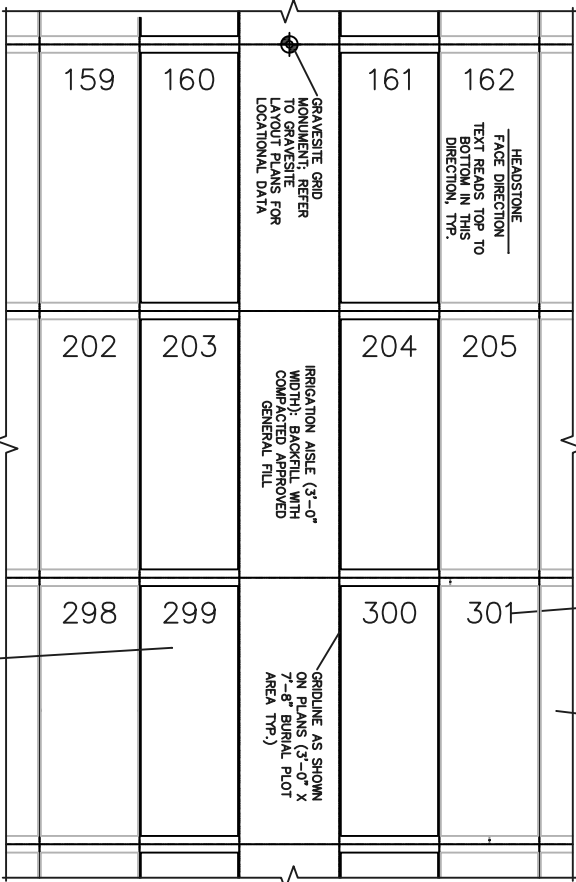 159
160
161
162
GRAVESITE GRID
MONUMENT; REFER
TO GRAVESITE
LAYOUT PLANS FOR
LOCATIONAL DATA
HEADSTONE
FACE DIRECTION
TEXT READS TOP TO
BOTTOM IN THIS
DIRECTION, TYP.
202
203
204
205
IRRIGATION AISLE (3'-0"
WIDTH): BACKFILL WITH
COMPACTED APPROVED
GENERAL FILL
298
299
300
301
GRIDLINE AS SHOWN
ON PLANS (3'-0" X
7'-8" BURIAL PLOT
AREA TYP.)